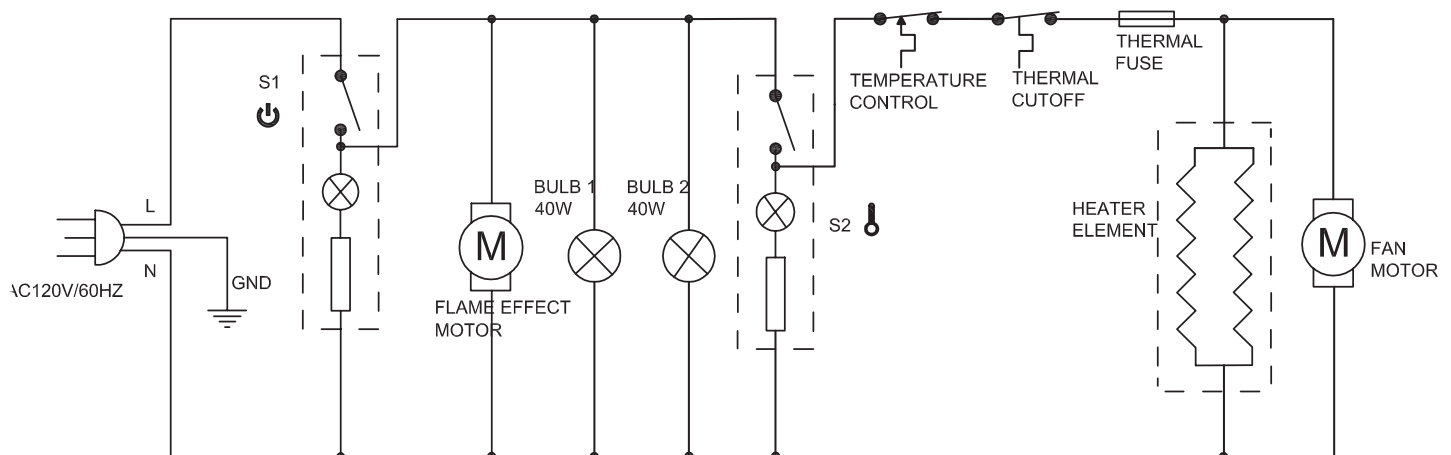 S1
L
N
GND
AC120V/60HZ
M
FLAME EFFECT
MOTOR
BULB 1
40W
BULB 2
40W
S2
TEMPERATURE
CONTROL
THERMAL
CUTOFF
THERMAL
FUSE
HEATER
ELEMENT
M
FAN
MOTOR